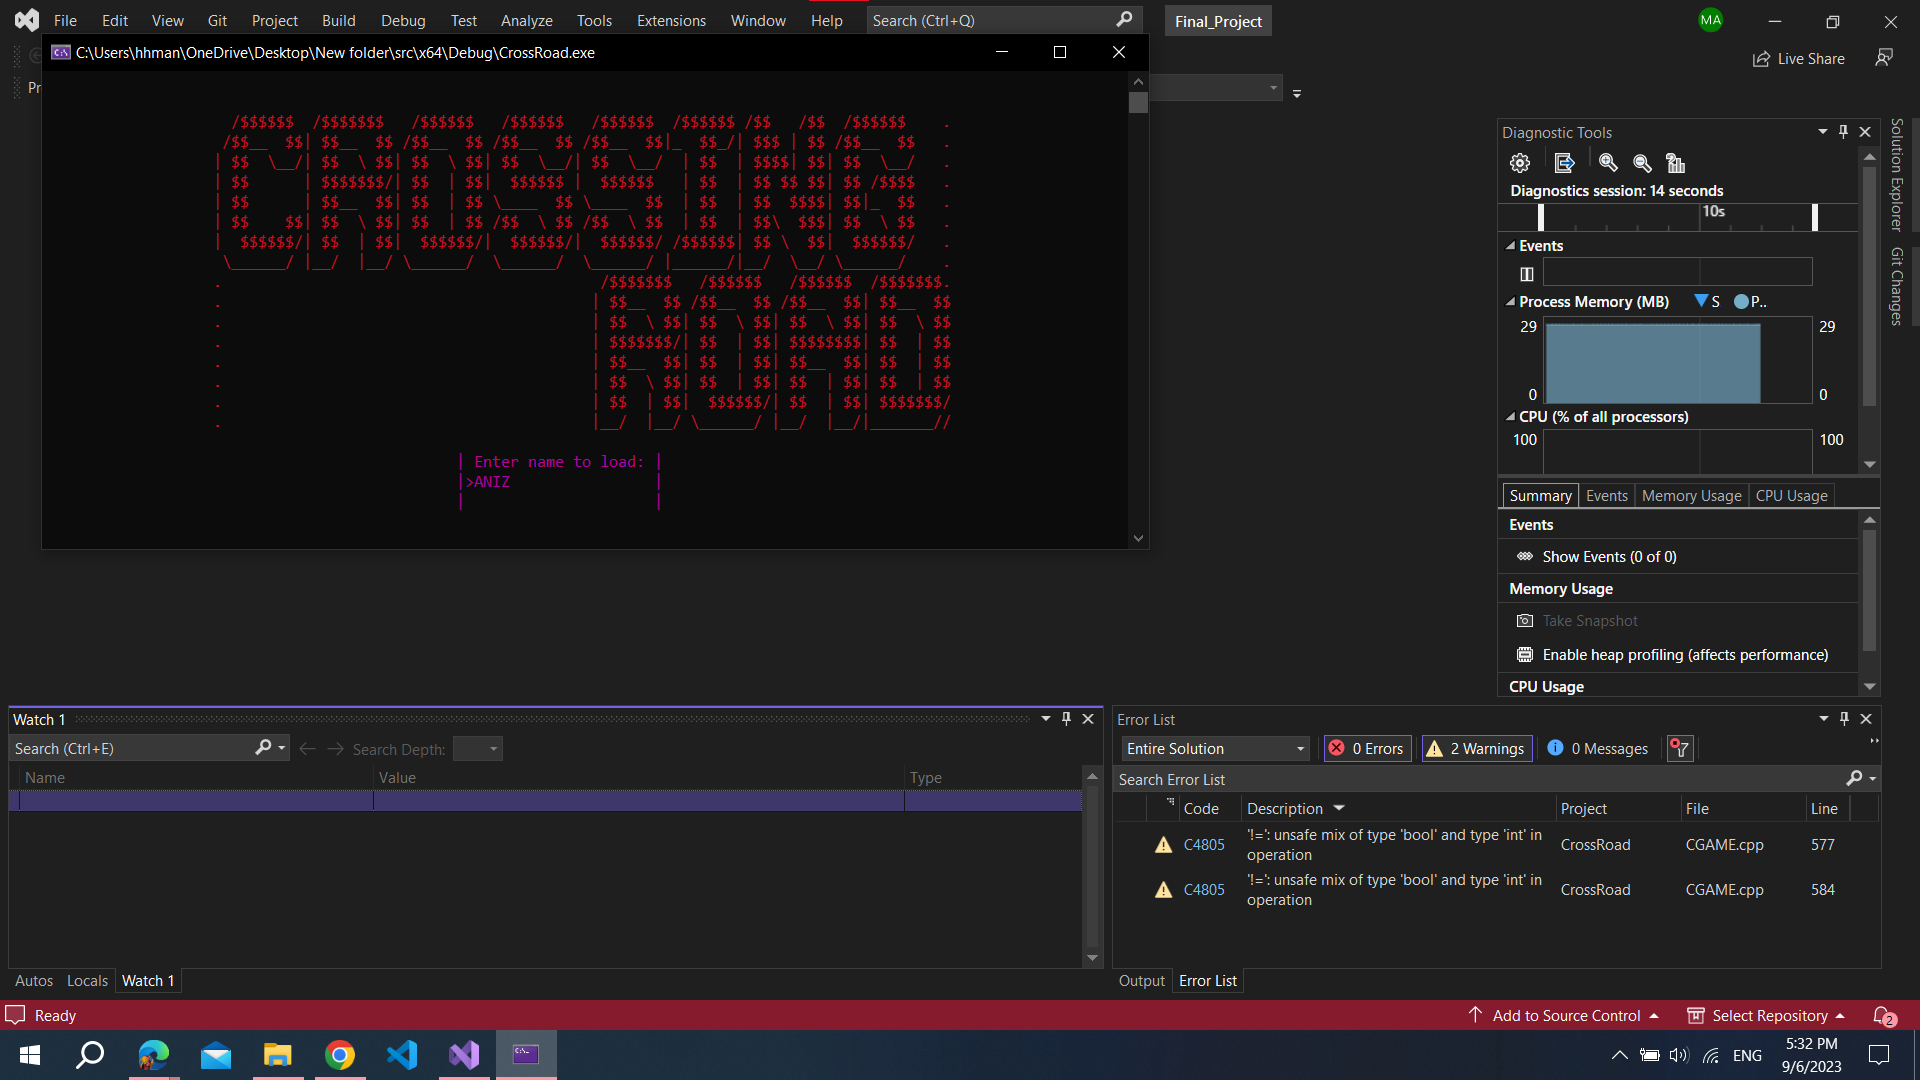 File Edit View Git Project Build Debug Test Analyze Tools Extensions Window Help Search (Ctrl+Q) Final_Project MA
C:\Users\hhman\OneDrive\Desktop\New folder\src\x64\Debug\CrossRoad.exe
Live Share
Pr
CROSSING
ROAD
| Enter name to load: |
|>ANIZ |
Diagnostic Tools
Diagnostics session: 14 seconds
10s
Events
Process Memory (MB) S P..
29 29
0 0
CPU (% of all processors)
100 100
Summary Events Memory Usage CPU Usage
Events
Show Events (0 of 0)
Memory Usage
Take Snapshot
Enable heap profiling (affects performance)
CPU Usage
Solution Explorer
Git Changes
Watch 1
Search (Ctrl+E) Search Depth:
Name Value Type
Autos Locals Watch 1
Error List
Entire Solution 0 Errors 2 Warnings 0 Messages
Search Error List
Code Description Project File Line
C4805 '!=': unsafe mix of type 'bool' and type 'int' in operation CrossRoad CGAME.cpp 577
C4805 '!=': unsafe mix of type 'bool' and type 'int' in operation CrossRoad CGAME.cpp 584
Output Error List
Ready Add to Source Control Select Repository 2
ENG 5:32 PM
9/6/2023